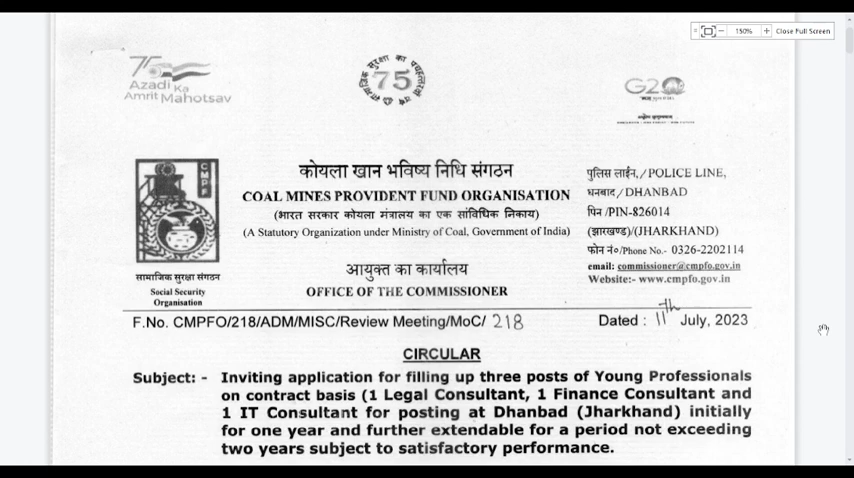 150%
Close Full Screen
75
Azadi Ka
Amrit Mahotsav
सामाजिक सुरक्षा का
75
G20
कोयला खान भविष्य निधि संगठन
COAL MINES PROVIDENT FUND ORGANISATION
(भारत सरकार कोयला मंत्रालय का एक सांविधिक निकाय)
(A Statutory Organization under Ministry of Coal, Government of India)
आयुक्त का कार्यालय
OFFICE OF THE COMMISSIONER
CMPF
सामाजिक सुरक्षा संगठन
Social Security
Organisation
पुलिस लाईन, / POLICE LINE,
धनबाद / DHANBAD
पिन /PIN-826014
(झारखण्ड)/(JHARKHAND)
फोन नं०/Phone No.- 0326-2202114
email: commissioner@cmpfo.gov.in
Website:- www.cmpfo.gov.in
F.No. CMPFO/218/ADM/MISC/Review Meeting/MoC/ 218
Dated : 11th July, 2023
CIRCULAR
Subject: - Inviting application for filling up three posts of Young Professionals
on contract basis (1 Legal Consultant, 1 Finance Consultant and
1 IT Consultant for posting at Dhanbad (Jharkhand) initially
for one year and further extendable for a period not exceeding
two years subject to satisfactory performance.